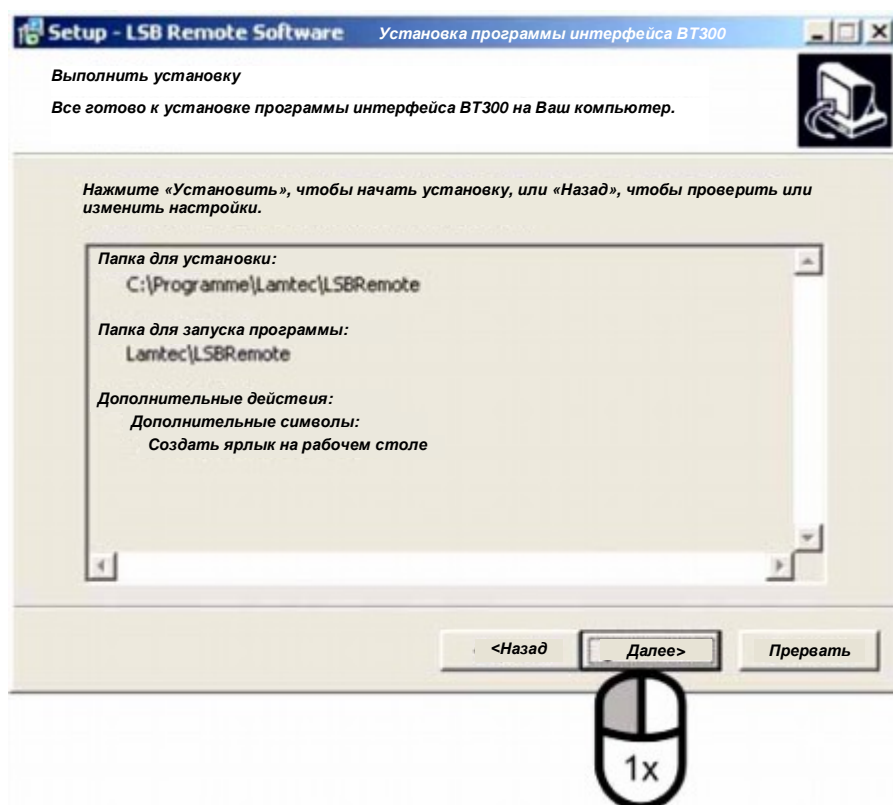 Setup - LSB Remote Software Установка программы интерфейса BT300
Выполнить установку
Все готово к установке программы интерфейса BT300 на Ваш компьютер.
Нажмите «Установить», чтобы начать установку, или «Назад», чтобы проверить или
изменить настройки.
Папка для установки:
C:\Programme\Lamtec\LSBRemote
Папка для запуска программы:
Lamtec\LSBRemote
Дополнительные действия:
Дополнительные символы:
Создать ярлык на рабочем столе
<Назад Далее> Прервать
1x